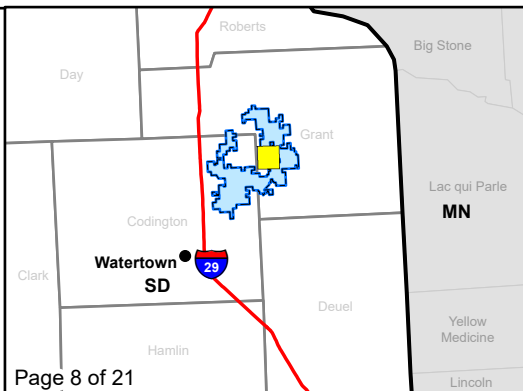 Roberts
Big Stone
Day
Grant
Lac qui Parle
MN
Codington
Watertown
29
SD
Clark
Deuel
Yellow
Medicine
Hamlin
Page 8 of 21
Lincoln